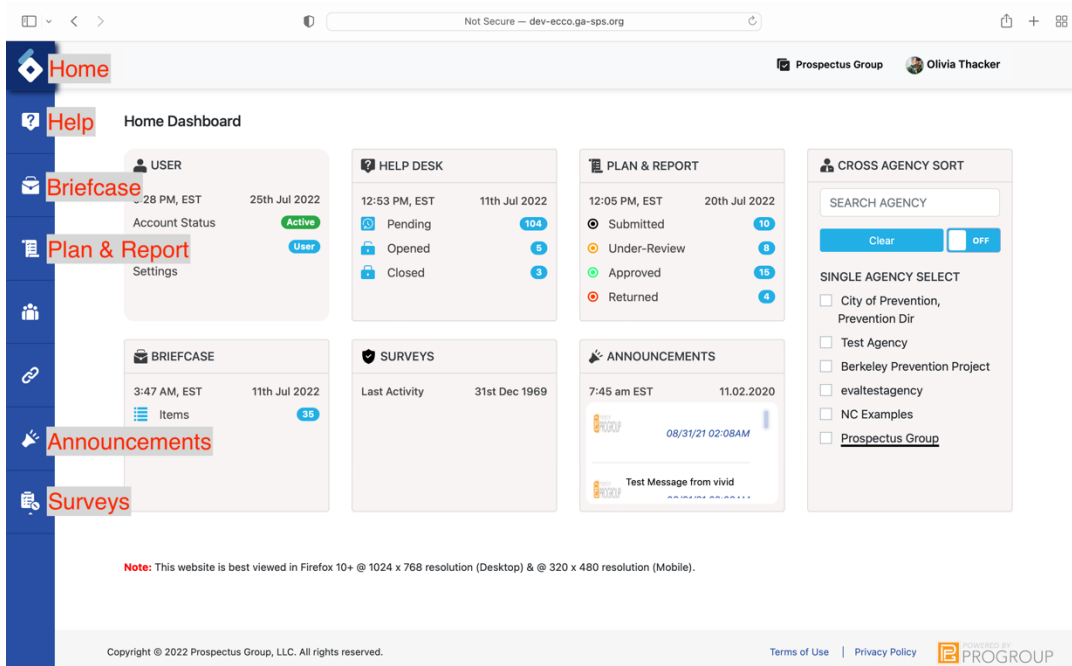 Not Secure — dev-ecco.ga-sps.org
Home
Prospectus Group
Olivia Thacker
Help
Briefcase
Plan & Report
Announcements
Surveys
Home Dashboard
USER
28 PM, EST 25th Jul 2022
Account Status Active
User
Settings
HELP DESK
12:53 PM, EST 11th Jul 2022
Pending 104
Opened 5
Closed 3
PLAN & REPORT
12:05 PM, EST 20th Jul 2022
Submitted 10
Under-Review 8
Approved 15
Returned 4
CROSS AGENCY SORT
SEARCH AGENCY
Clear OFF
SINGLE AGENCY SELECT
City of Prevention,
Prevention Dir
Test Agency
Berkeley Prevention Project
evaltestagency
NC Examples
Prospectus Group
BRIEFCASE
3:47 AM, EST 11th Jul 2022
Items 35
SURVEYS
Last Activity 31st Dec 1969
ANNOUNCEMENTS
7:45 am EST 11.02.2020
PROGROUP
08/31/21 02:08AM
Test Message from vivid
PROGROUP
Note: This website is best viewed in Firefox 10+ @ 1024 x 768 resolution (Desktop) & @ 320 x 480 resolution (Mobile).
Copyright © 2022 Prospectus Group, LLC. All rights reserved.
Terms of Use | Privacy Policy
POWERED BY
PROGROUP